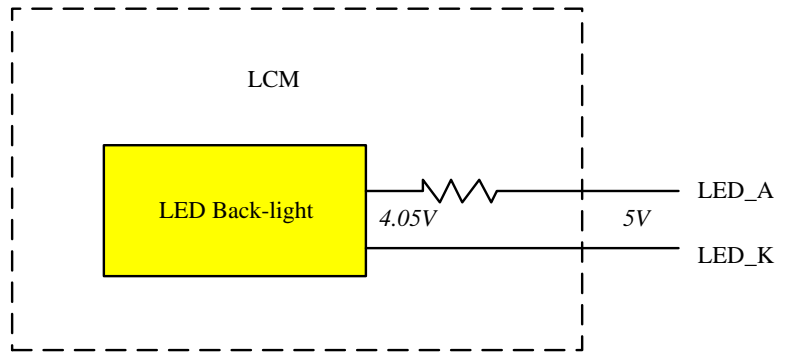 LCM
LED_A
LED Back-light
4.05V
5V
LED_K